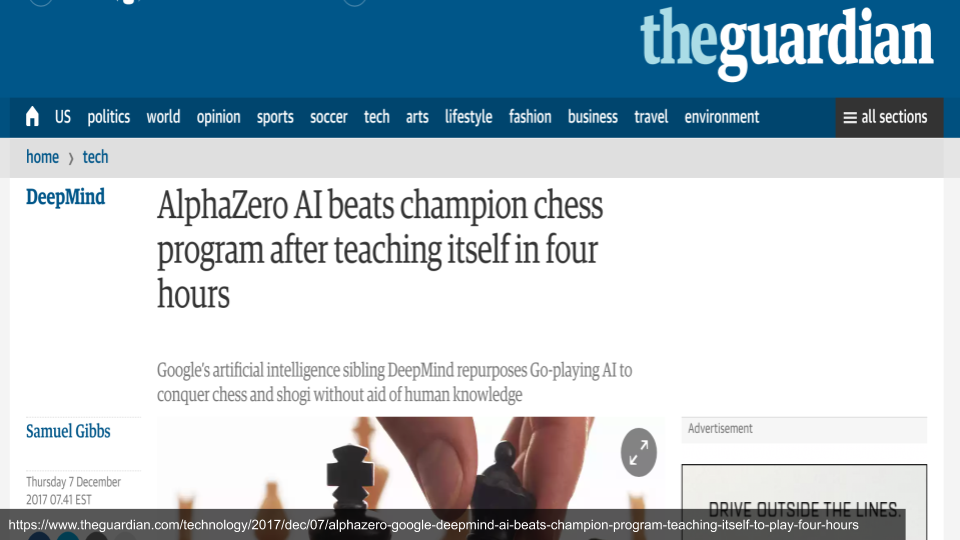 theguardian
US politics world opinion sports soccer tech arts lifestyle fashion business travel environment all sections
home › tech
DeepMind
AlphaZero AI beats champion chess
program after teaching itself in four
hours
Google's artificial intelligence sibling DeepMind repurposes Go-playing AI to
conquer chess and shogi without aid of human knowledge
Samuel Gibbs
Advertisement
Thursday 7 December
2017 07.41 EST
DRIVE OUTSIDE THE LINES.
https://www.theguardian.com/technology/2017/dec/07/alphazero-google-deepmind-ai-beats-champion-program-teaching-itself-to-play-four-hours